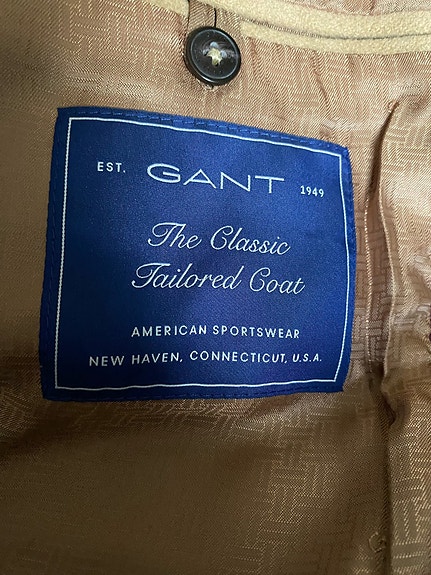 EST. GANT 1949
The Classic
Tailored Coat
AMERICAN SPORTSWEAR
NEW HAVEN, CONNECTICUT, U.S.A.